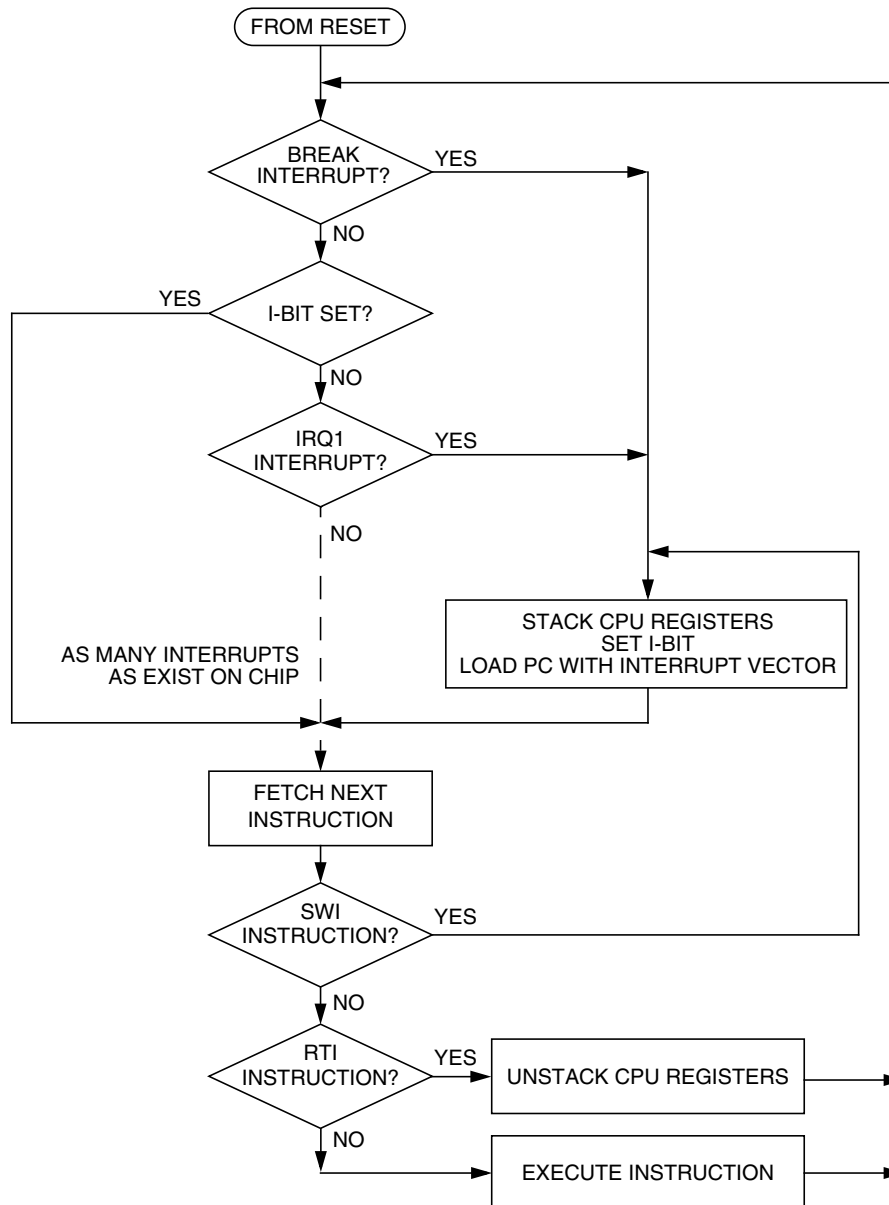 FROM RESET
BREAK
INTERRUPT?
YES
NO
YES
I-BIT SET?
NO
IRQ1
INTERRUPT?
YES
NO
STACK CPU REGISTERS
SET I-BIT
LOAD PC WITH INTERRUPT VECTOR
AS MANY INTERRUPTS
AS EXIST ON CHIP
FETCH NEXT
INSTRUCTION
SWI
INSTRUCTION?
YES
NO
RTI
INSTRUCTION?
YES
UNSTACK CPU REGISTERS
NO
EXECUTE INSTRUCTION